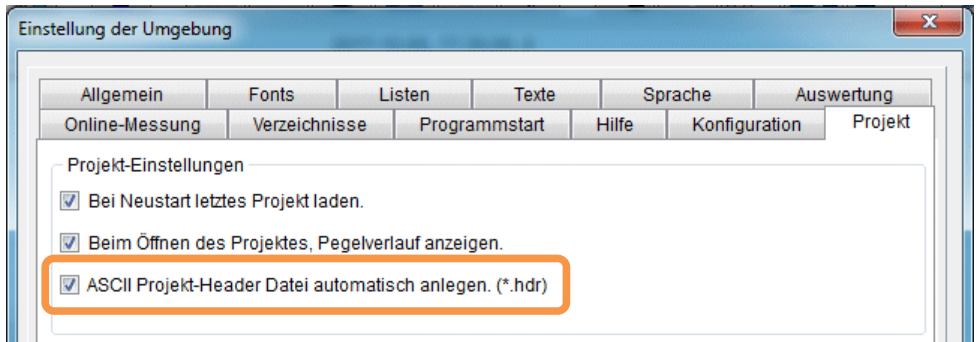 Einstellung der Umgebung
Allgemein Fonts Listen Texte Sprache Auswertung
Online-Messung Verzeichnisse Programmstart Hilfe Konfiguration Projekt
Projekt-Einstellungen
Bei Neustart letztes Projekt laden.
Beim Öffnen des Projektes, Pegelverlauf anzeigen.
ASCII Projekt-Header Datei automatisch anlegen. (*.hdr)